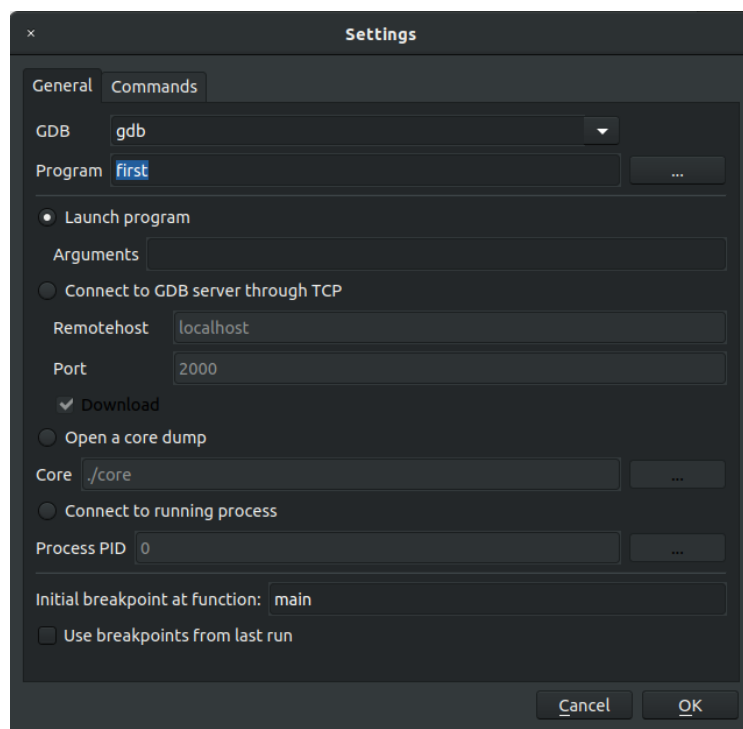 × Settings
General Commands
GDB gdb
Program first ...
Launch program
Arguments
Connect to GDB server through TCP
Remotehost localhost
Port 2000
Download
Open a core dump
Core ./core ...
Connect to running process
Process PID 0 ...
Initial breakpoint at function: main
Use breakpoints from last run
Cancel OK